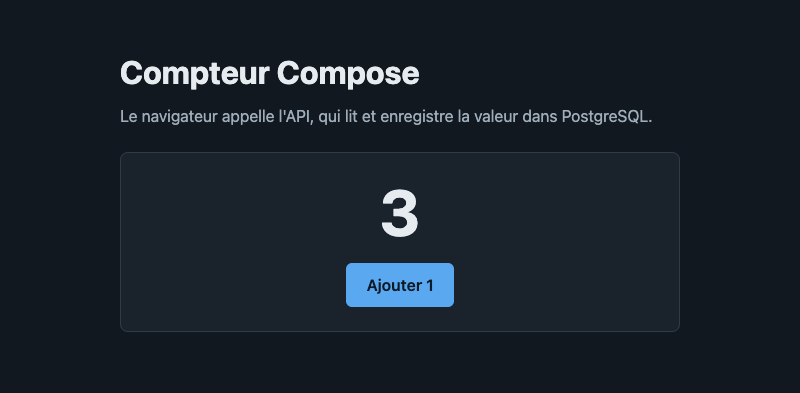 Compteur Compose
Le navigateur appelle l'API, qui lit et enregistre la valeur dans PostgreSQL.
3
Ajouter 1